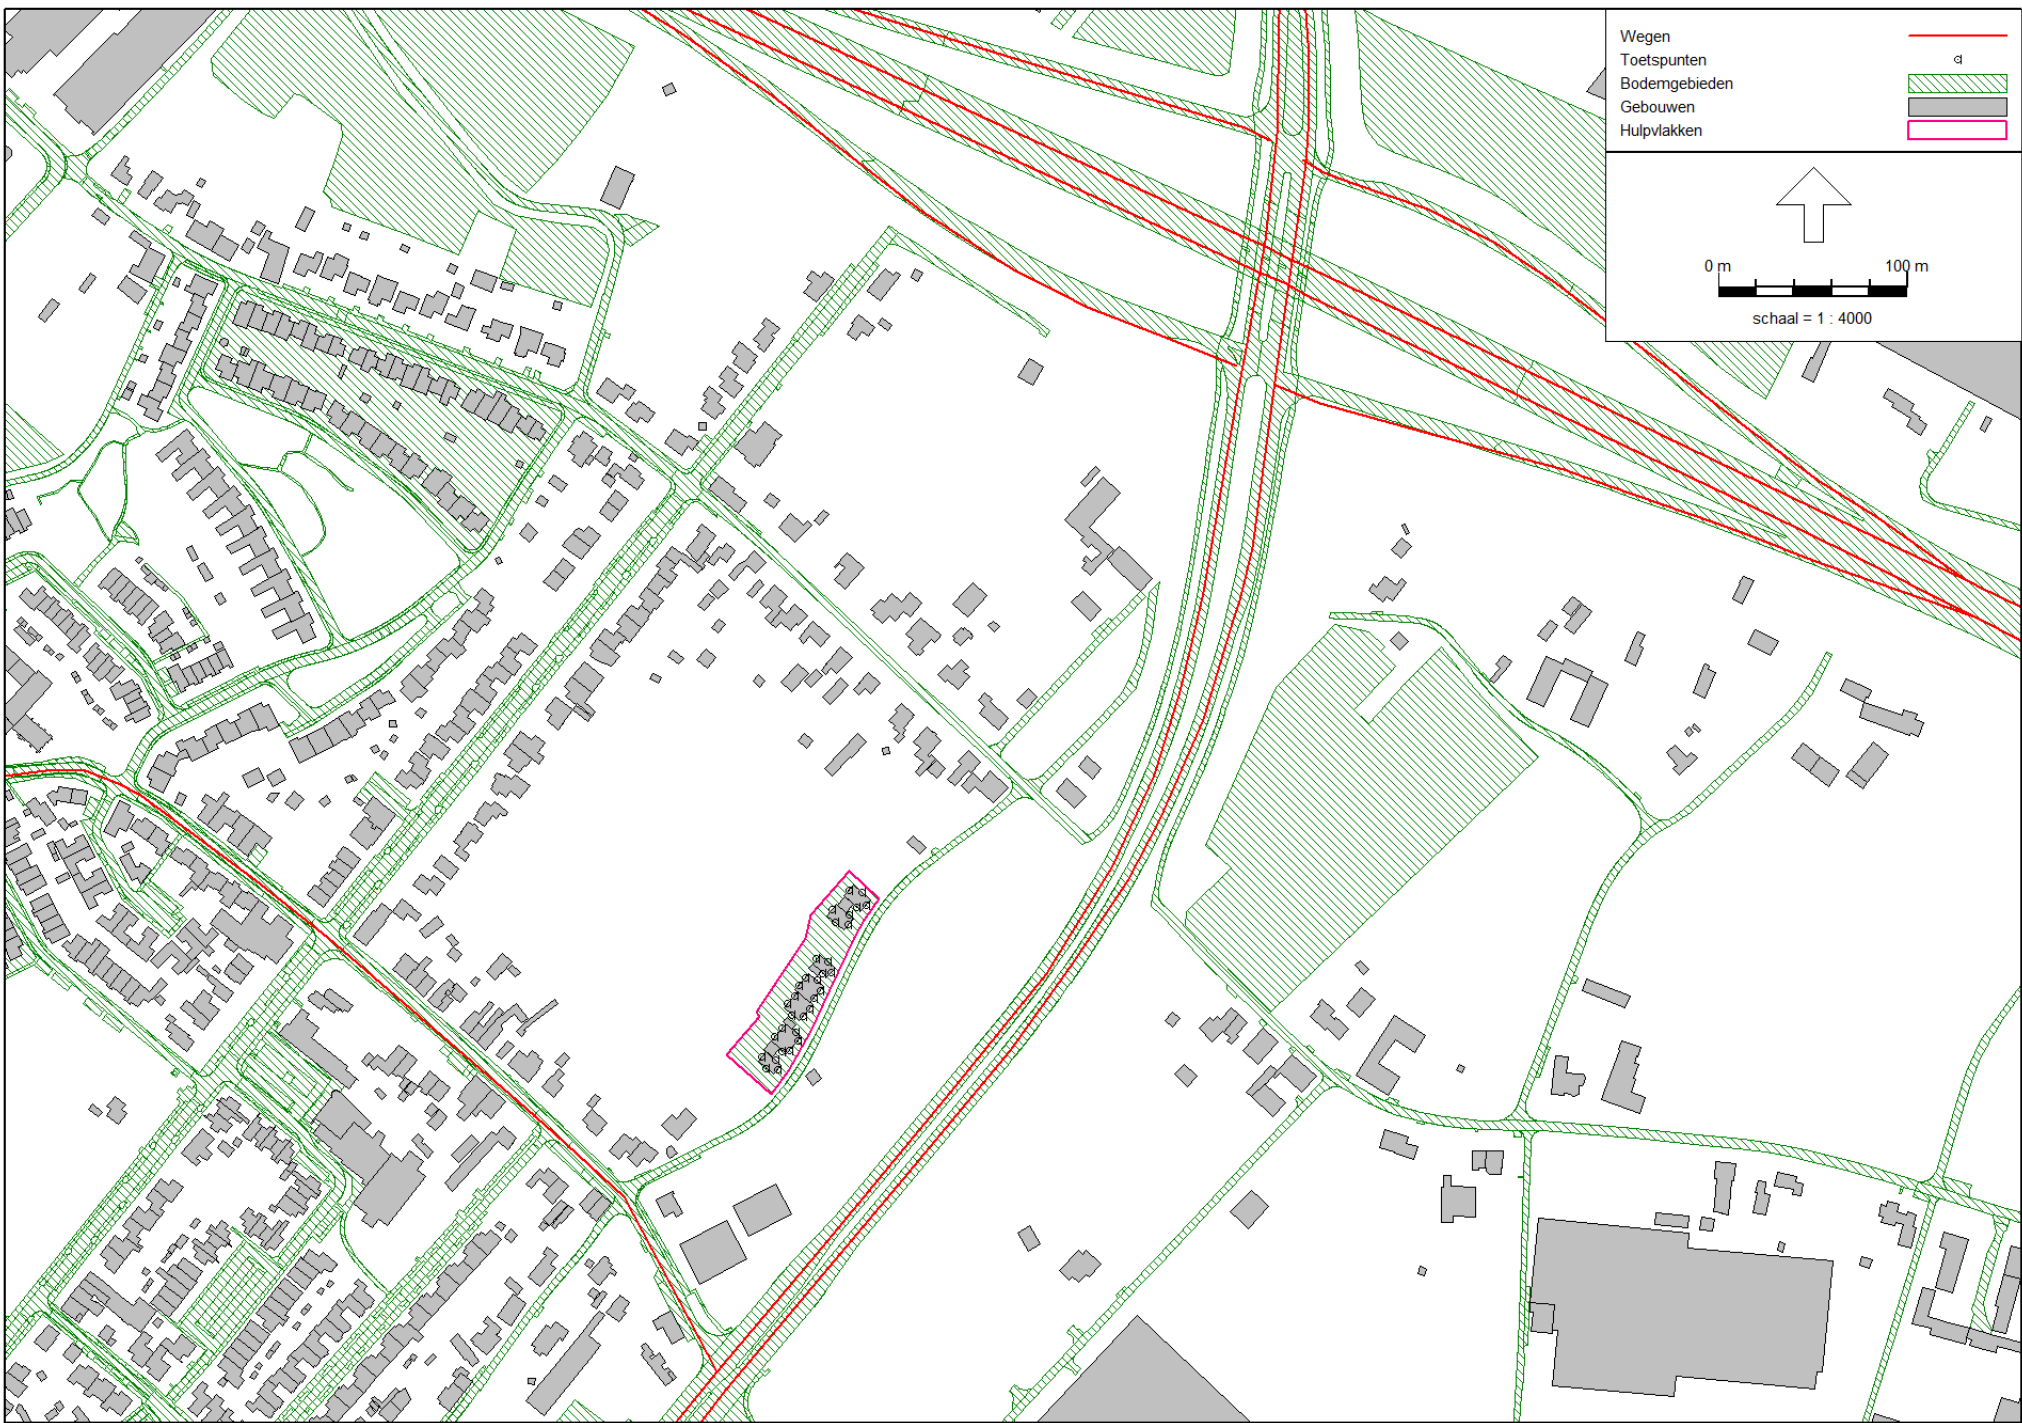 Wegen
Toetspunten
Bodemgebieden
Gebouwen
Hulpvlakken
0 m 100 m
schaal = 1 : 4000